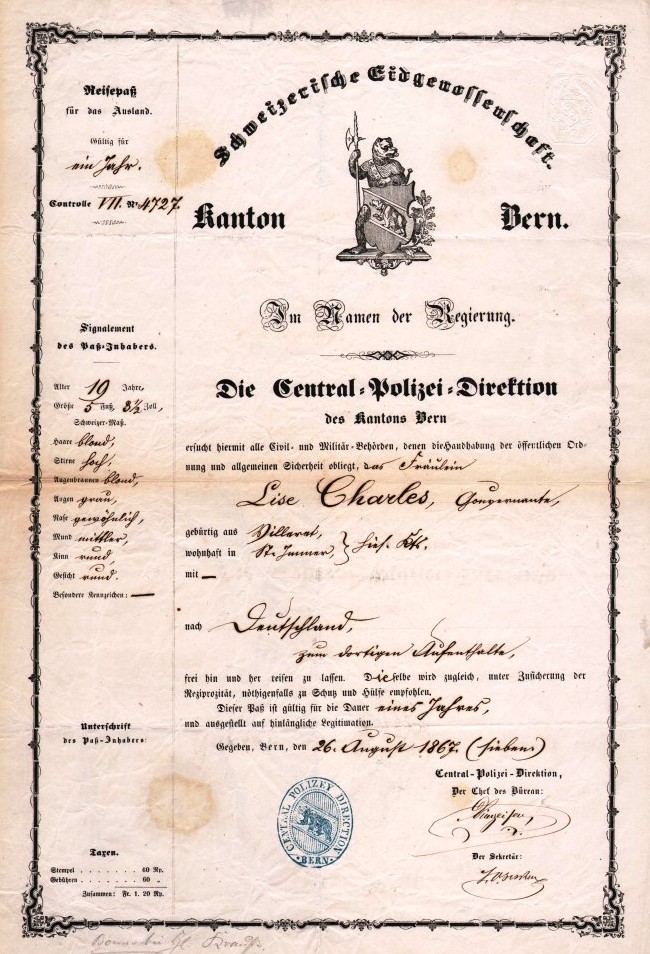 Reisepaß
für das Ausland.
Gültig für
ein Jahr.
Controlle VII. Nº 4727.
Signalement
des Paß-Inhabers.
Alter 19 Jahre
Größe 5 Fuß, 3½ Zoll,
Schweizer-Maß.
Haare blond,
Stirne hoch,
Augenbraunen blond,
Augen grau,
Nase gewöhnlich,
Mund mittler,
Kinn rund,
Gesicht rund.
Besondere Kennzeichen: —
Unterschrift
des Paß-Inhabers:
Taxen.
Stempel . . . . . . . 60 Rp.
Gebühren . . . . . . 60 „
Zusammen: Fr. 1. 20 Rp.
Schweizerische Eidgenossenschaft.
Kanton Bern.
Im Namen der Regierung.
Die Central-Polizei-Direktion
des Kantons Bern
ersucht hiermit alle Civil- und Militär-Behörden, denen die Handhabung der öffentlichen Ord-
nung und allgemeinen Sicherheit obliegt, das Fräulein
Lise Charles, Gouvernante,
gebürtig aus Villeret,
wohnhaft in St. Immer, } hies. Kts.
mit —
nach Deutschland,
zum dortigen Aufenthalte,
frei hin und her reisen zu lassen. Dieselbe wird zugleich, unter Zusicherung der
Reziprozität, nöthigenfalls zu Schutz und Hülfe empfohlen.
Dieser Paß ist gültig für die Dauer eines Jahres,
und ausgestellt auf hinlängliche Legitimation.
Gegeben, Bern, den 26. August 1867. (sieben)
Central-Polizei-Direktion,
Der Chef des Büreau:
Der Sekretär:
CENTRAL POLIZEY DIRECTION
BERN